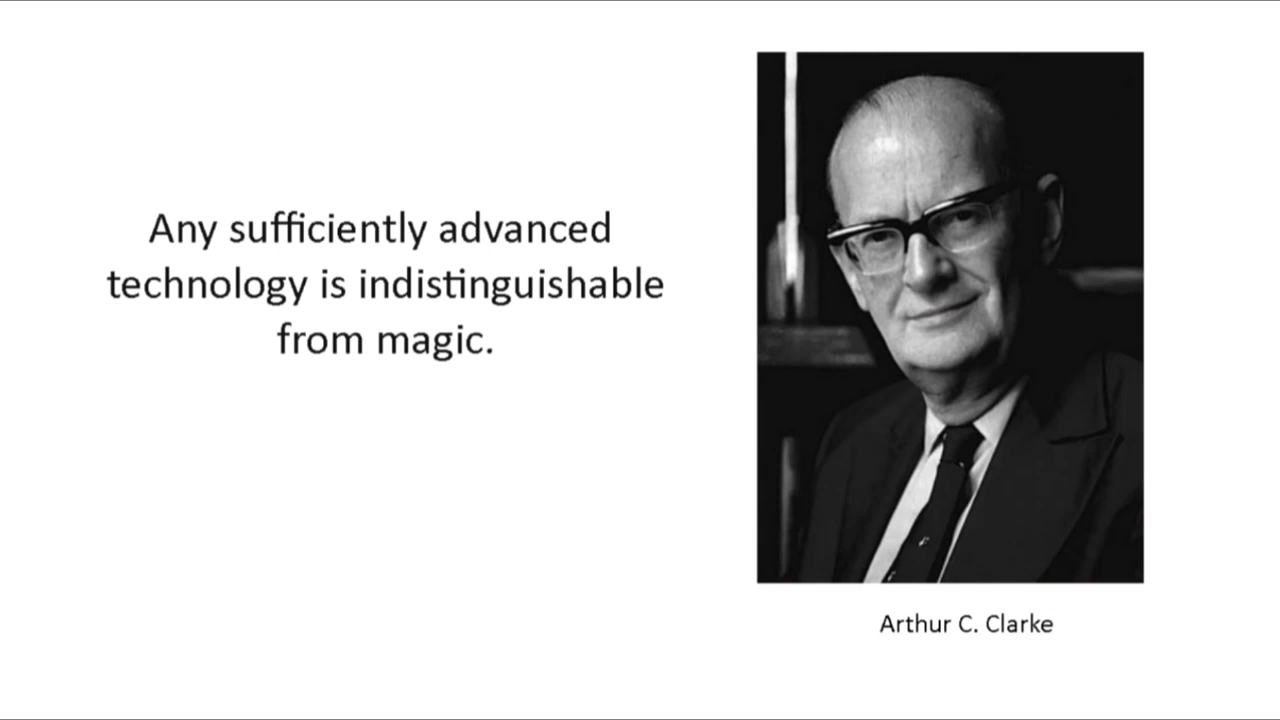 Any sufficiently advanced
technology is indistinguishable
from magic.
Arthur C. Clarke